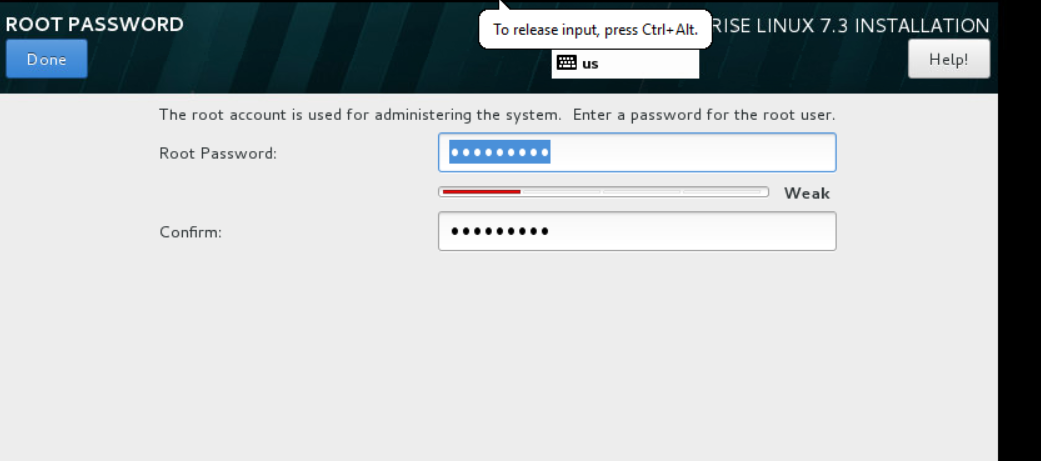 ROOT PASSWORD
To release input, press Ctrl+Alt.
RISE LINUX 7.3 INSTALLATION
Done
us
Help!
The root account is used for administering the system. Enter a password for the root user.
Root Password: •••••••••
Weak
Confirm: •••••••••